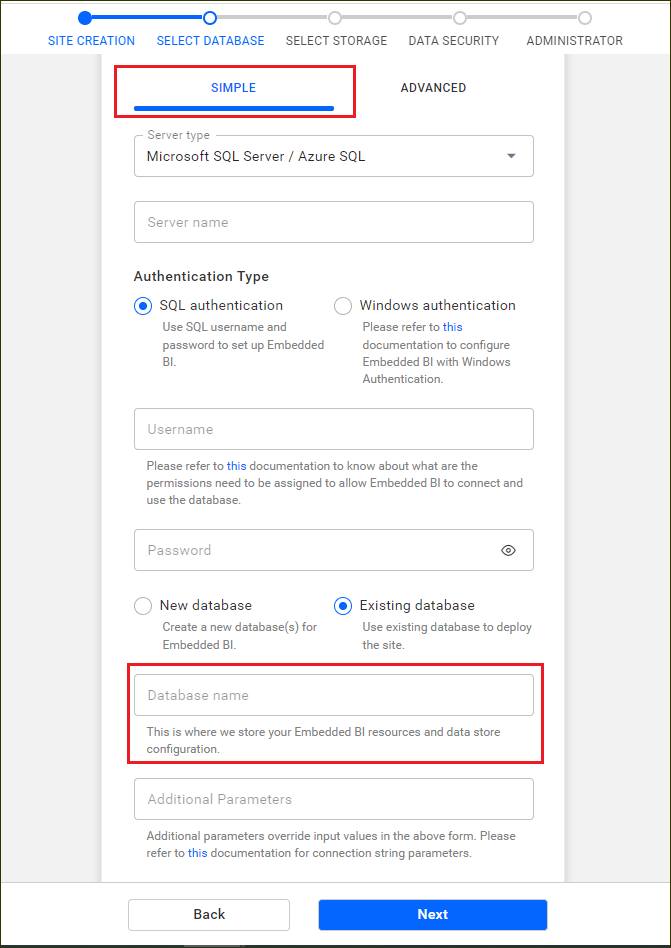 SITE CREATION SELECT DATABASE SELECT STORAGE DATA SECURITY ADMINISTRATOR
SIMPLE ADVANCED
Server type
Microsoft SQL Server / Azure SQL
Server name
Authentication Type
SQL authentication
Use SQL username and
password to set up Embedded
BI.
Windows authentication
Please refer to this
documentation to configure
Embedded BI with Windows
Authentication.
Username
Please refer to this documentation to know about what are the
permissions need to be assigned to allow Embedded BI to connect and
use the database.
Password
New database
Create a new database(s) for
Embedded BI.
Existing database
Use existing database to deploy
the site.
Database name
This is where we store your Embedded BI resources and data store
configuration.
Additional Parameters
Additional parameters override input values in the above form. Please
refer to this documentation for connection string parameters.
Back Next